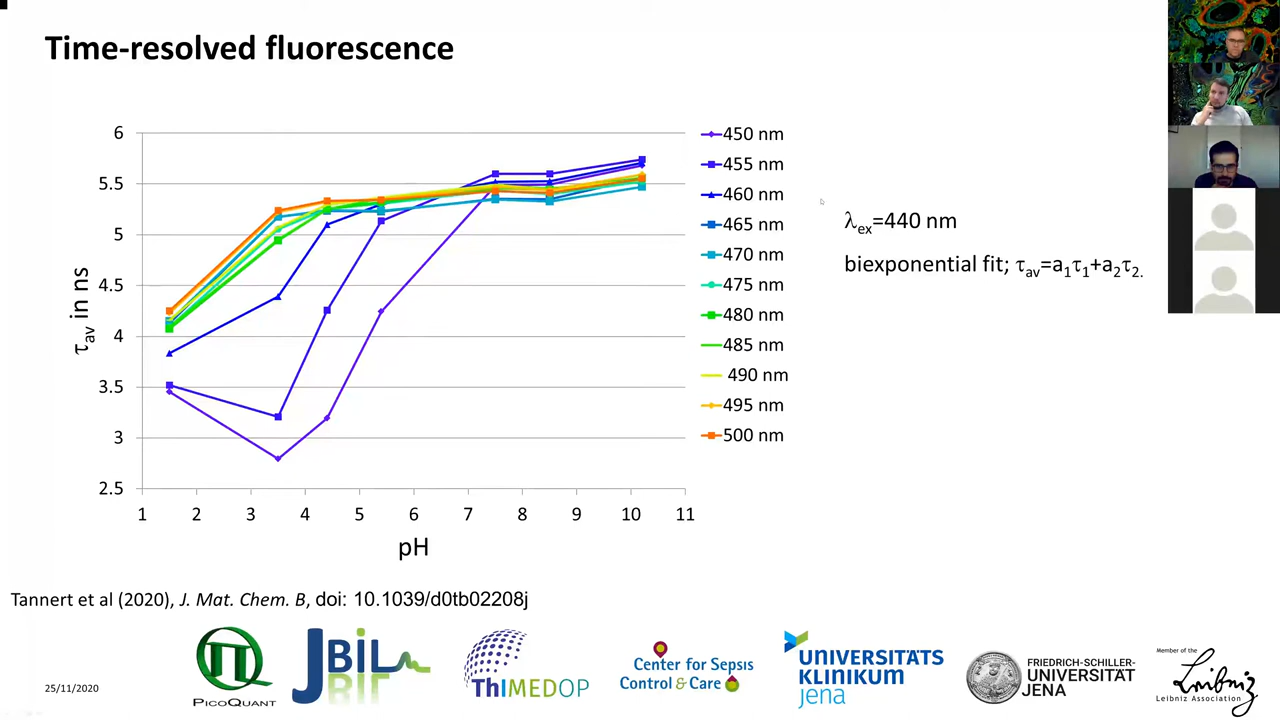 Time-resolved fluorescence
6
5.5
5
4.5
4
3.5
3
2.5
τav in ns
1 2 3 4 5 6 7 8 9 10 11
pH
450 nm
455 nm
460 nm
465 nm
470 nm
475 nm
480 nm
485 nm
490 nm
495 nm
500 nm
λex=440 nm
biexponential fit; τav=a1τ1+a2τ2.
Tannert et al (2020), J. Mat. Chem. B, doi: 10.1039/d0tb02208j
25/11/2020
PICOQUANT
JBIL
THIMEDOP
Center for Sepsis
Control & Care
UNIVERSITÄTS
KLINIKUM
jena
FRIEDRICH-SCHILLER-
UNIVERSITÄT
JENA
Member of the
Leibniz
Leibniz Association